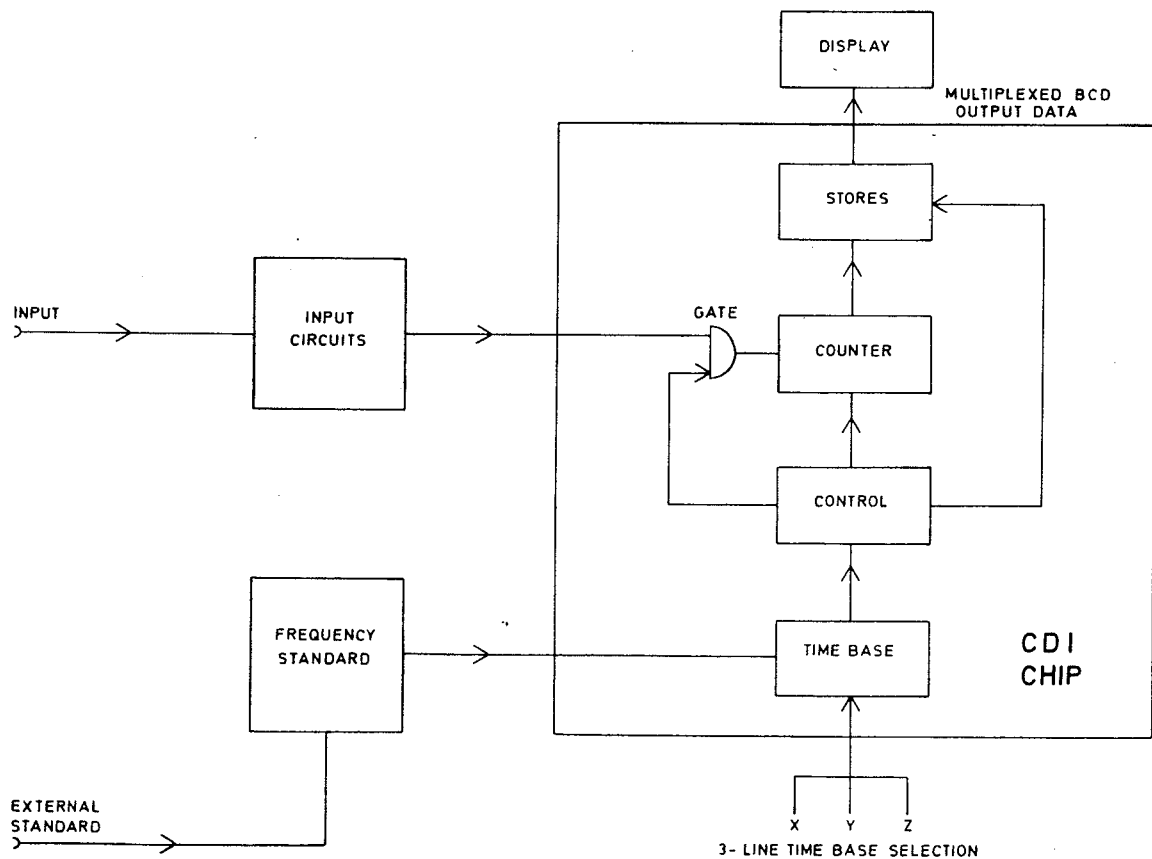 DISPLAY
MULTIPLEXED BCD
OUTPUT DATA
STORES
INPUT
INPUT
CIRCUITS
GATE
COUNTER
CONTROL
FREQUENCY
STANDARD
TIME BASE
CDI
CHIP
EXTERNAL
STANDARD
X Y Z
3-LINE TIME BASE SELECTION